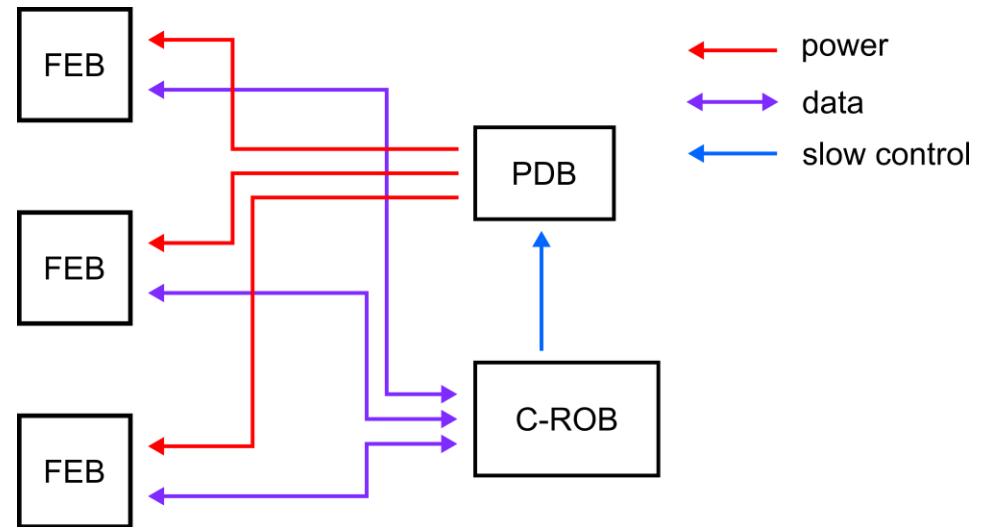 FEB
power
data
slow control
PDB
FEB
C-ROB
FEB